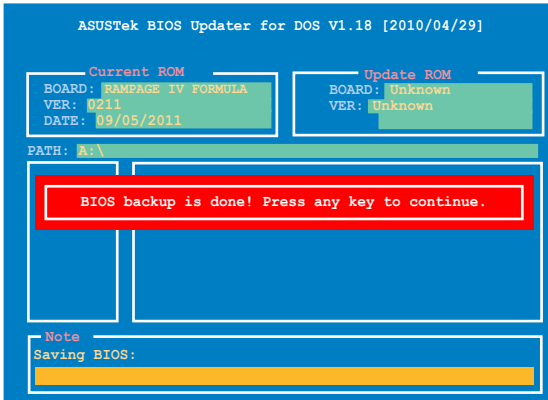 ASUSTek BIOS Updater for DOS V1.18 [2010/04/29]
Current ROM
BOARD: RAMPAGE IV FORMULA
VER: 0211
DATE: 09/05/2011
Update ROM
BOARD: Unknown
VER: Unknown
PATH: A:\
BIOS backup is done! Press any key to continue.
Note
Saving BIOS: